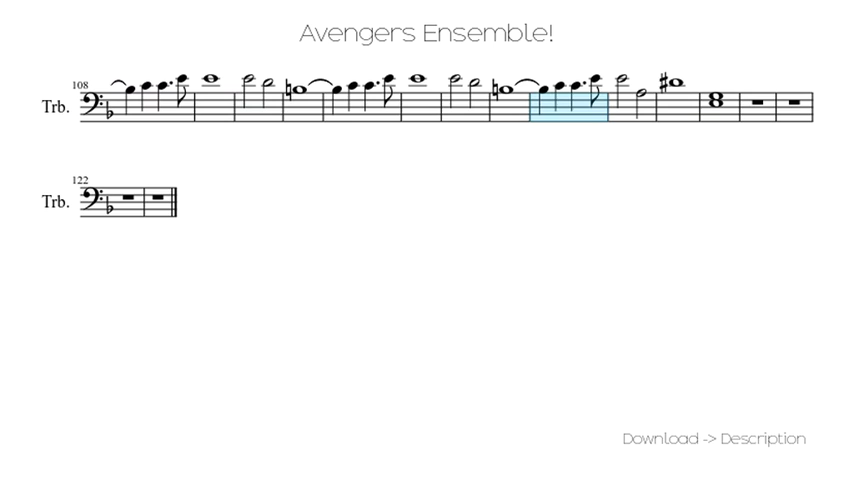 Avengers Ensemble!
108
Trb.
122
Trb.
Download -> Description